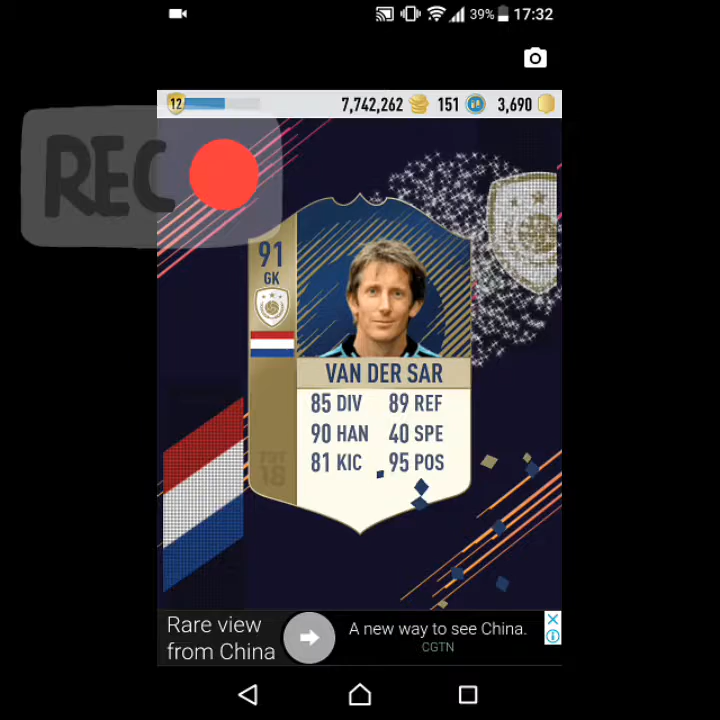 39% 17:32
12 7,742,262 151 3,690
REC
91
GK
VAN DER SAR
85 DIV 89 REF
90 HAN 40 SPE
81 KIC 95 POS
18
Rare view
from China
A new way to see China.
CGTN